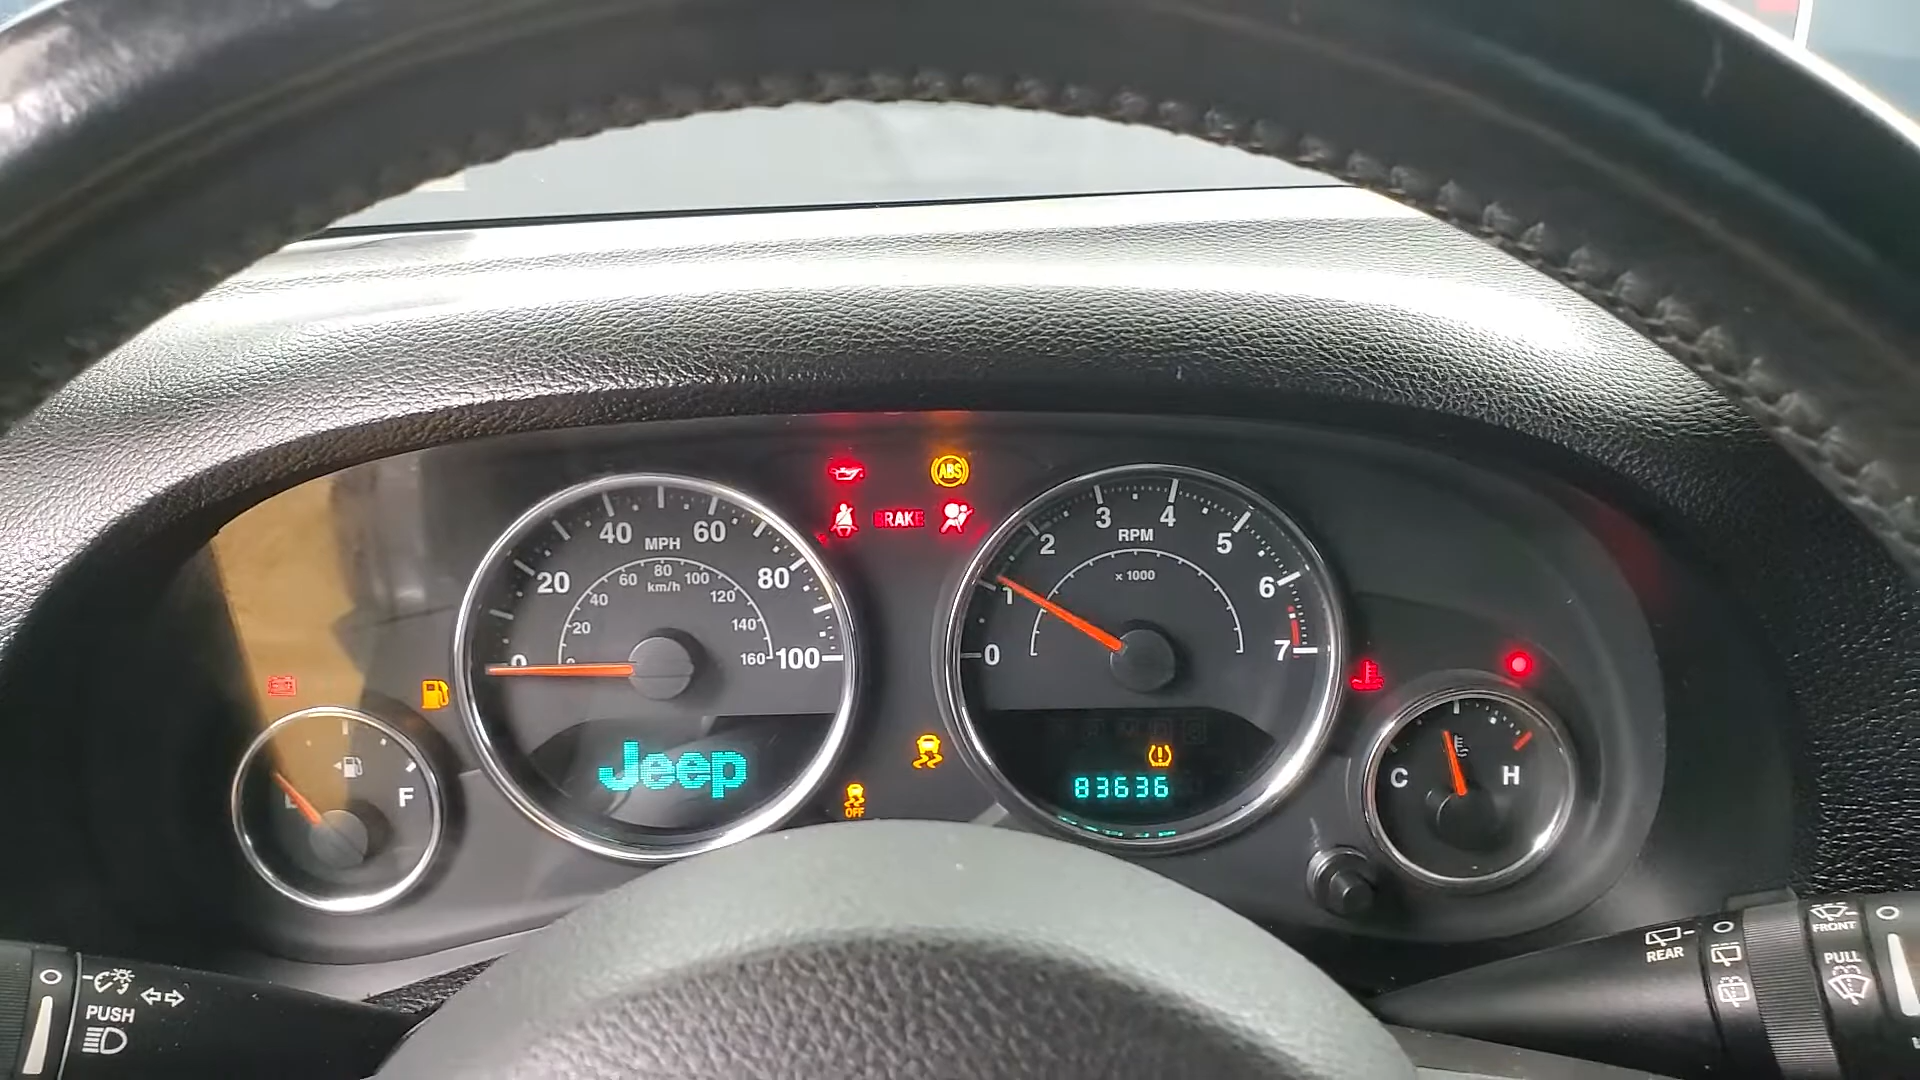 ABS
BRAKE
40 60
MPH
20 80
60 80 100
km/h
40 120
20 140
0 0 160 100
3 4
RPM
2 5
x 1000
1 6
0 7
Jeep
OFF
83636
E F
C H
PUSH
REAR
FRONT
PULL